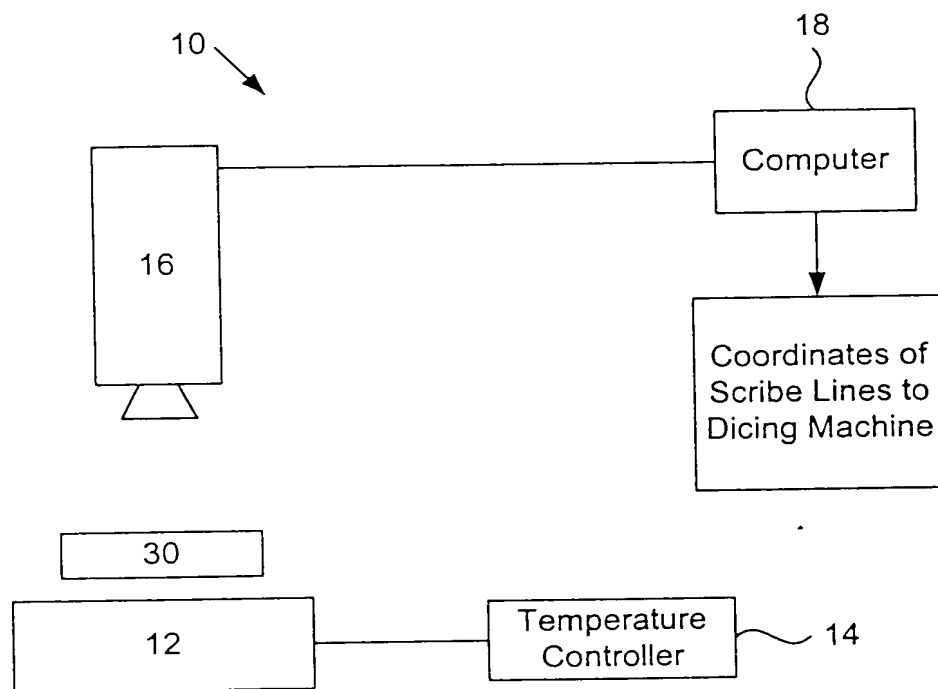 10
18
Computer
16
Coordinates of
Scribe Lines to
Dicing Machine
30
12
Temperature
Controller
14